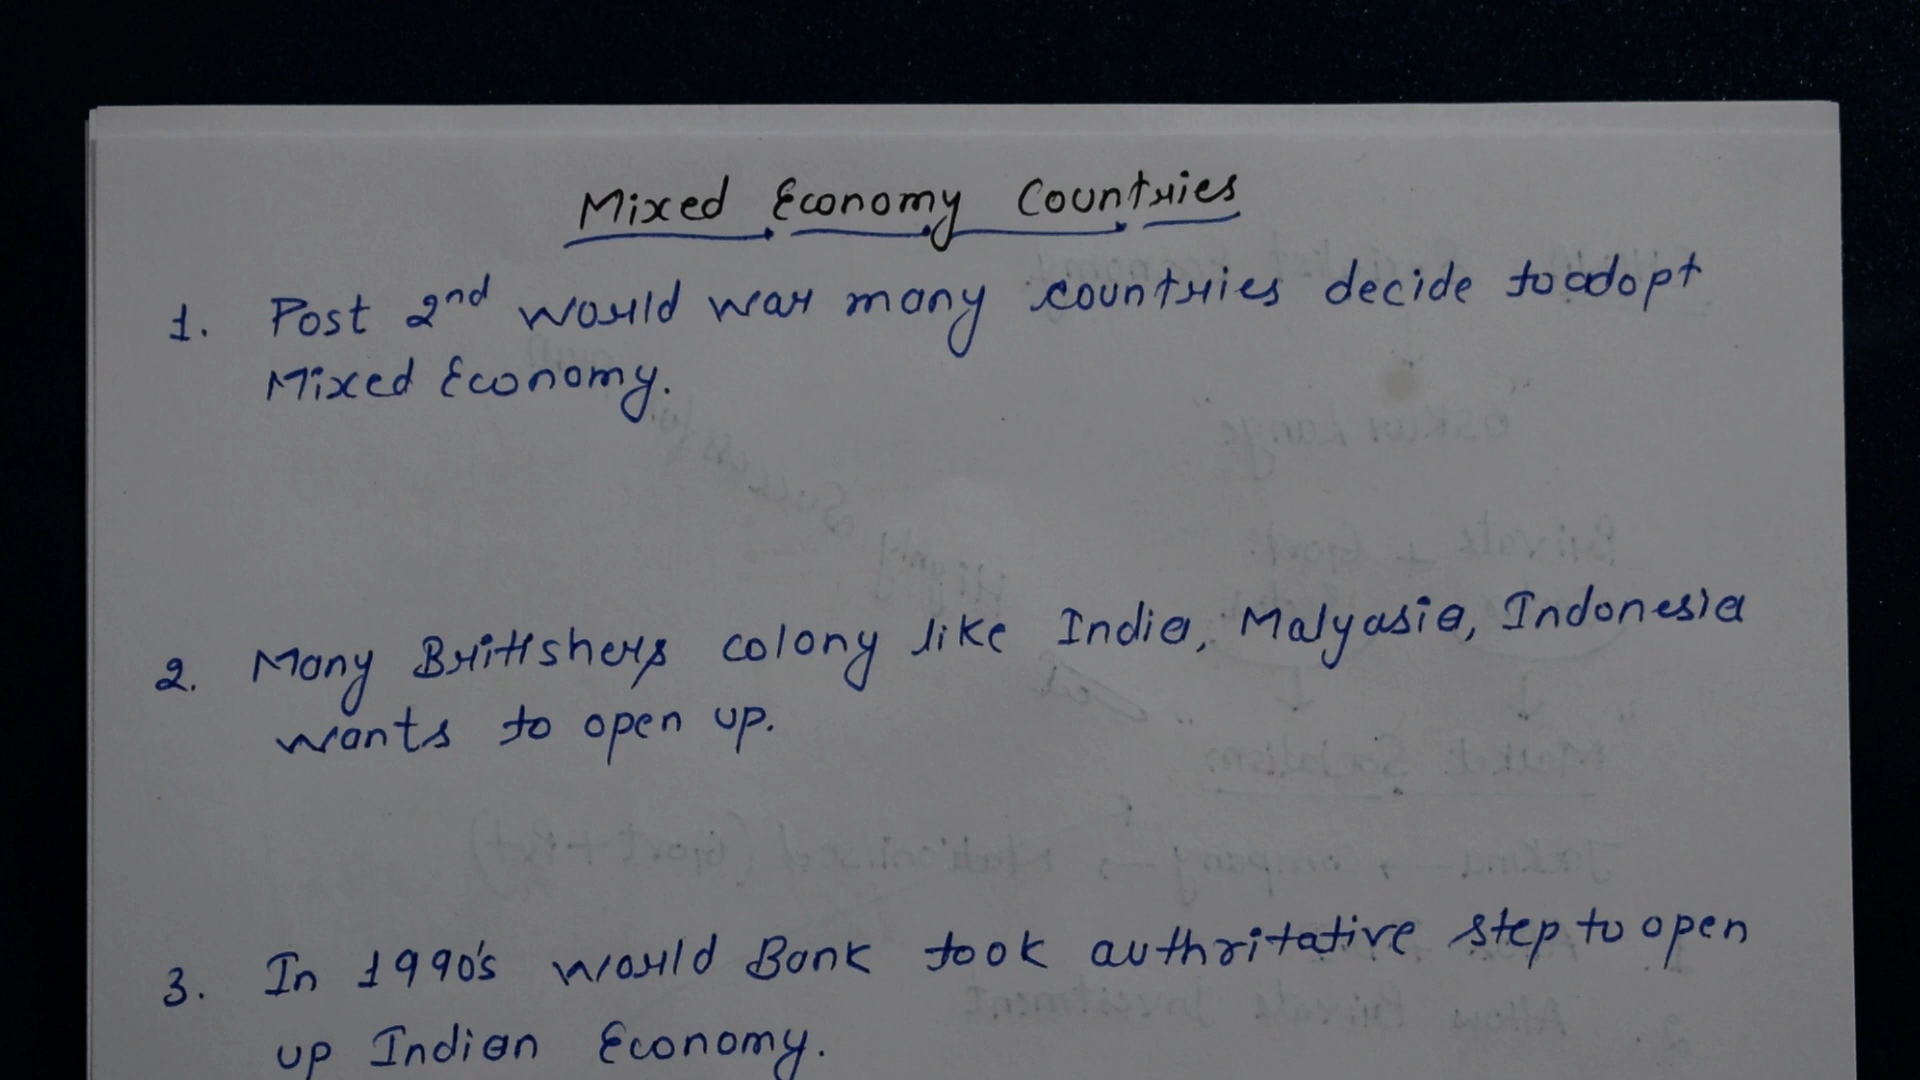 Mixed Economy Countries
1. Post 2nd world war many countries decide to adopt
Mixed Economy.
2. Many Brittshers colony like India, Malyasia, Indonesia
wants to open up.
3. In 1990's world Bank took authritative step to open
up Indian Economy.